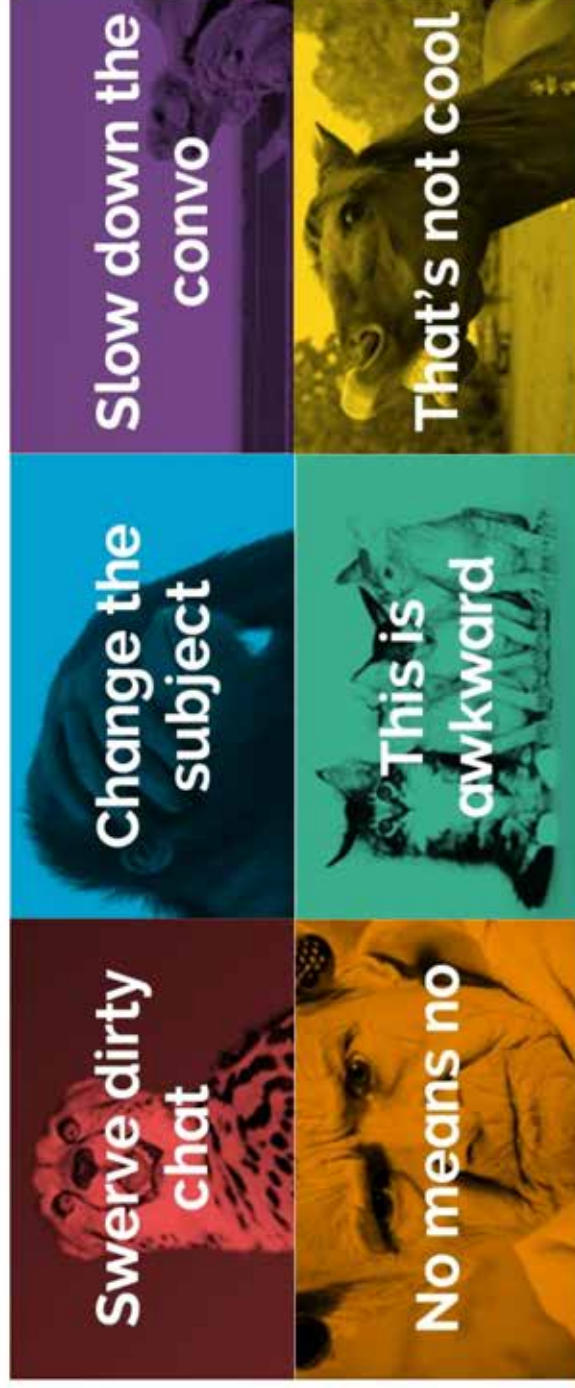 Swerve dirty
chat
Change the
subject
Slow down the
convo
No means no
This is
awkward
That's not cool